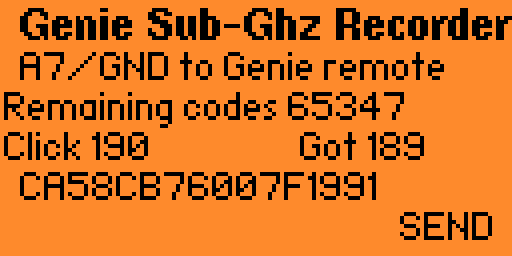 Genie Sub-Ghz Recorder
A7/GND to Genie remote
Remaining codes 65347
Click 190 Got 189
CA58CB76007F1991
SEND